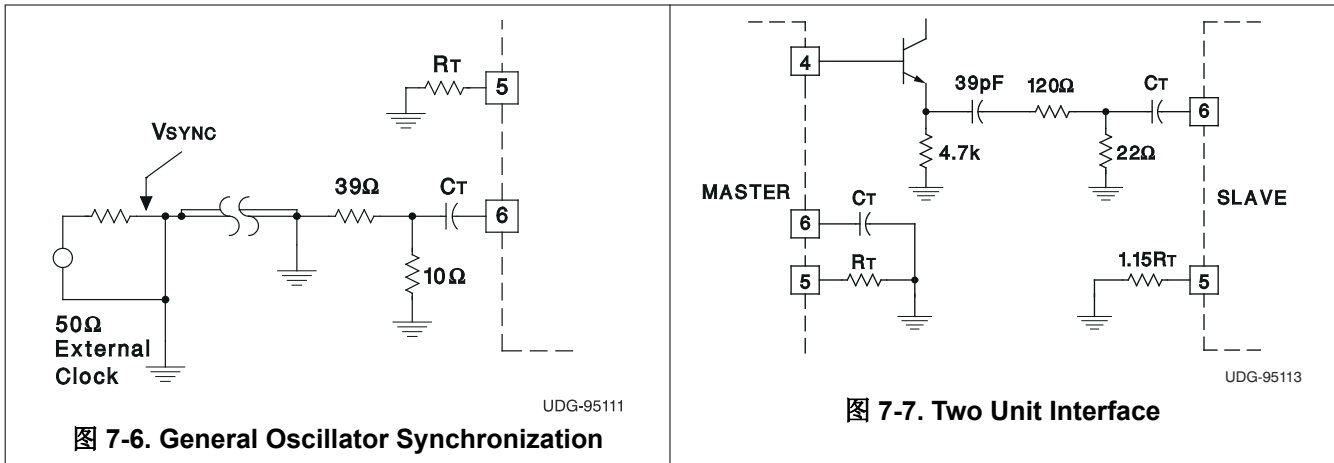 RT
5
VSYNC
39Ω
CT
6
10Ω
50Ω
External
Clock
UDG-95111
图 7-6. General Oscillator Synchronization
4
39pF
120Ω
CT
6
4.7k
22Ω
MASTER
SLAVE
CT
6
RT
5
1.15RT
5
UDG-95113
图 7-7. Two Unit Interface